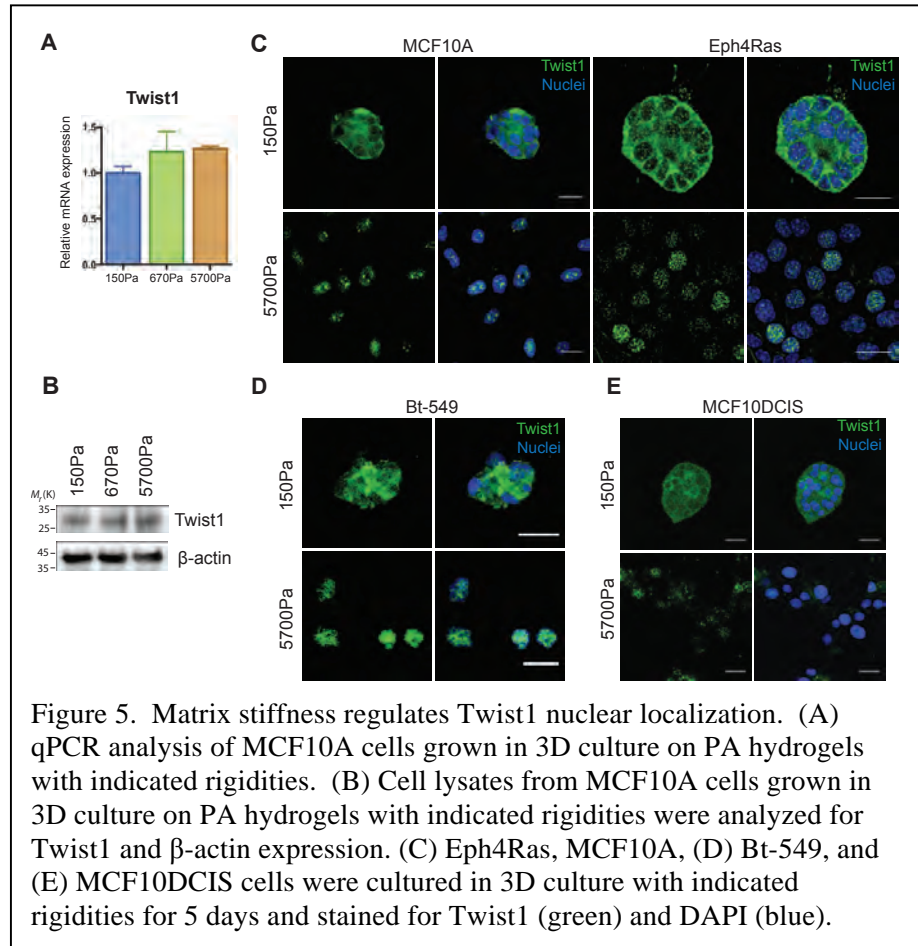 A
Twist1
Relative mRNA expression
1.5
1.0
0.5
0.0
150Pa 670Pa 5700Pa
B
150Pa
670Pa
5700Pa
Mr(K)
35
25
Twist1
45
35
β-actin
C
MCF10A
Eph4Ras
Twist1
Nuclei
Twist1
Nuclei
150Pa
5700Pa
D
Bt-549
Twist1
Nuclei
150Pa
5700Pa
E
MCF10DCIS
Twist1
Nuclei
150Pa
5700Pa
Figure 5. Matrix stiffness regulates Twist1 nuclear localization. (A)
qPCR analysis of MCF10A cells grown in 3D culture on PA hydrogels
with indicated rigidities. (B) Cell lysates from MCF10A cells grown in
3D culture on PA hydrogels with indicated rigidities were analyzed for
Twist1 and β-actin expression. (C) Eph4Ras, MCF10A, (D) Bt-549, and
(E) MCF10DCIS cells were cultured in 3D culture with indicated
rigidities for 5 days and stained for Twist1 (green) and DAPI (blue).